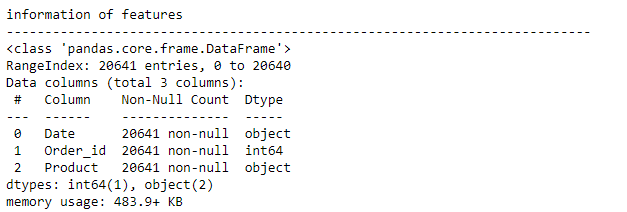 information of features
------------------------------------------------------------------------------
<class 'pandas.core.frame.DataFrame'>
RangeIndex: 20641 entries, 0 to 20640
Data columns (total 3 columns):
 #   Column    Non-Null Count  Dtype
---  ------    --------------  -----
 0   Date      20641 non-null  object
 1   Order_id  20641 non-null  int64
 2   Product   20641 non-null  object
dtypes: int64(1), object(2)
memory usage: 483.9+ KB